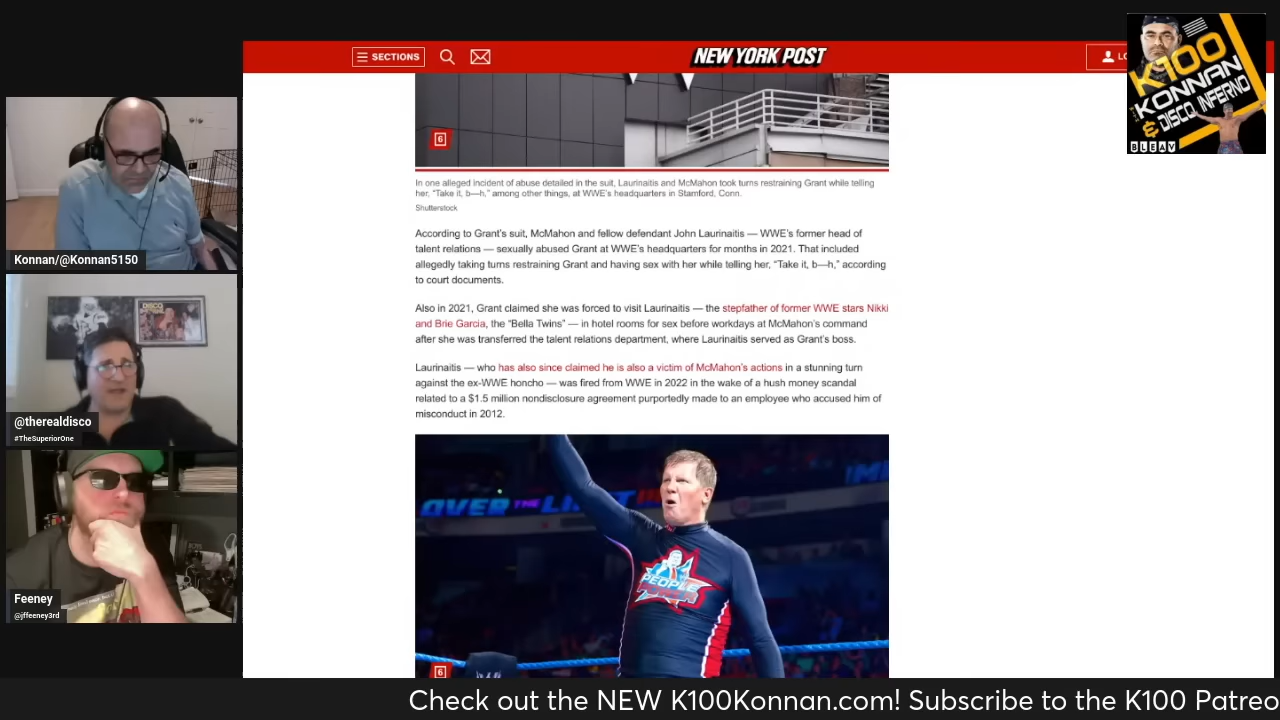 SECTIONS
NEW YORK POST
K100
KONNAN
& DISCO INFERNO
BLEAV
6
In one alleged incident of abuse detailed in the suit, Laurinaitis and McMahon took turns restraining Grant while telling
her, “Take it, b—h,” among other things, at WWE's headquarters in Stamford, Conn.
Shutterstock
According to Grant's suit, McMahon and fellow defendant John Laurinaitis — WWE's former head of
talent relations — sexually abused Grant at WWE's headquarters for months in 2021. That included
allegedly taking turns restraining Grant and having sex with her while telling her, “Take it, b—h,” according
to court documents.
Also in 2021, Grant claimed she was forced to visit Laurinaitis — the stepfather of former WWE stars Nikki
and Brie Garcia, the “Bella Twins” — in hotel rooms for sex before workdays at McMahon's command
after she was transferred the talent relations department, where Laurinaitis served as Grant's boss.
Laurinaitis — who has also since claimed he is also a victim of McMahon's actions in a stunning turn
against the ex-WWE honcho — was fired from WWE in 2022 in the wake of a hush money scandal
related to a $1.5 million nondisclosure agreement purportedly made to an employee who accused him of
misconduct in 2012.
OVER THE LI
PEOPLE
6
Konnan/@Konnan5150
DISCO
@therealdisco
#TheSuperiorOne
Feeney
@jffeeney3rd
Check out the NEW K100Konnan.com! Subscribe to the K100 Patreo